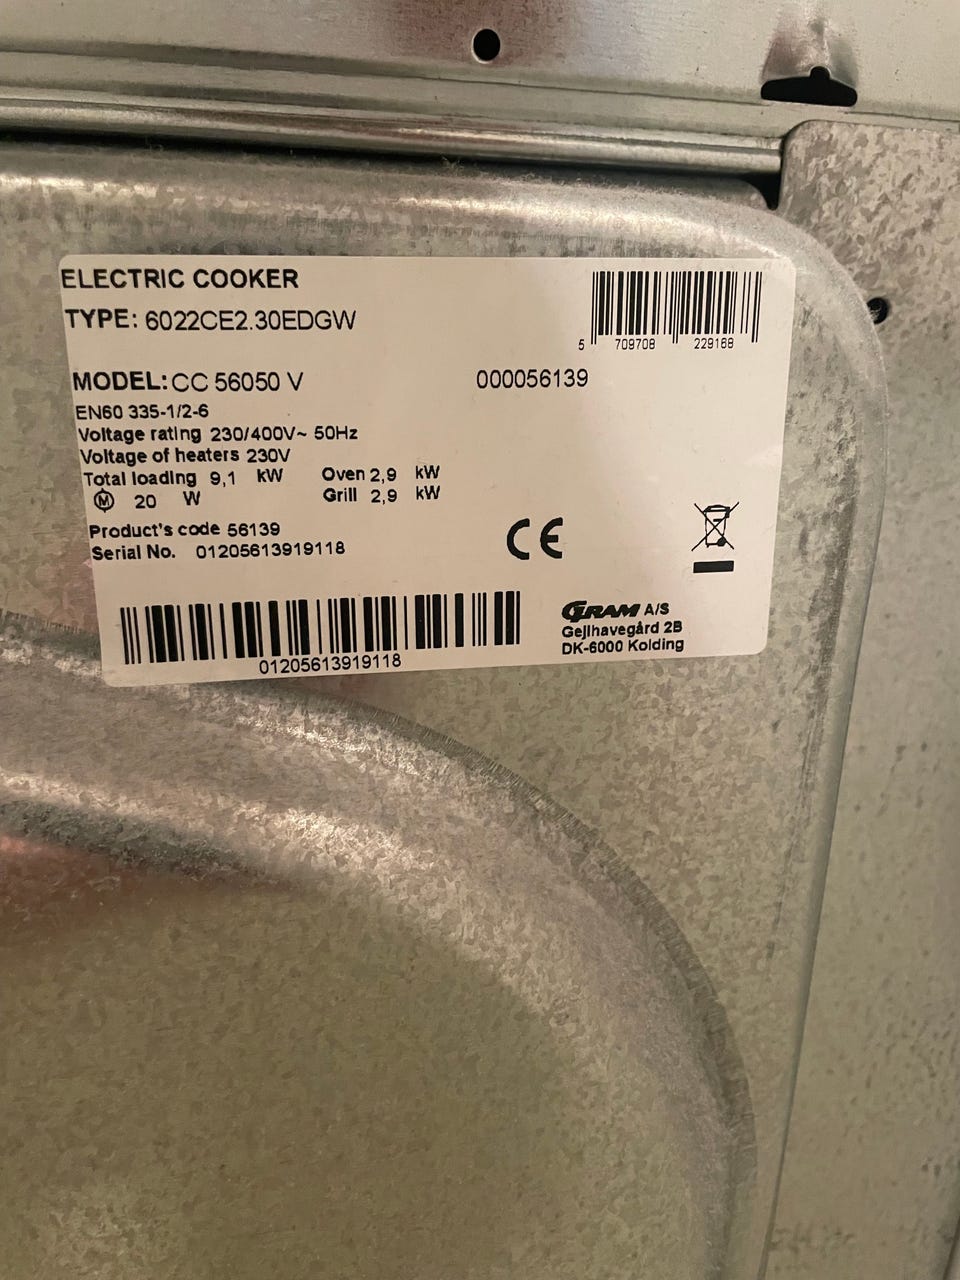 ELECTRIC COOKER
TYPE: 6022CE2.30EDGW
5 709708 229168
MODEL: CC 56050 V 000056139
EN60 335-1/2-6
Voltage rating 230/400V~ 50Hz
Voltage of heaters 230V
Total loading 9,1 kW Oven 2,9 kW
M 20 W Grill 2,9 kW
Product's code 56139
Serial No. 01205613919118
CE
01205613919118
GRAM A/S
Gejlhavegård 2B
DK-6000 Kolding